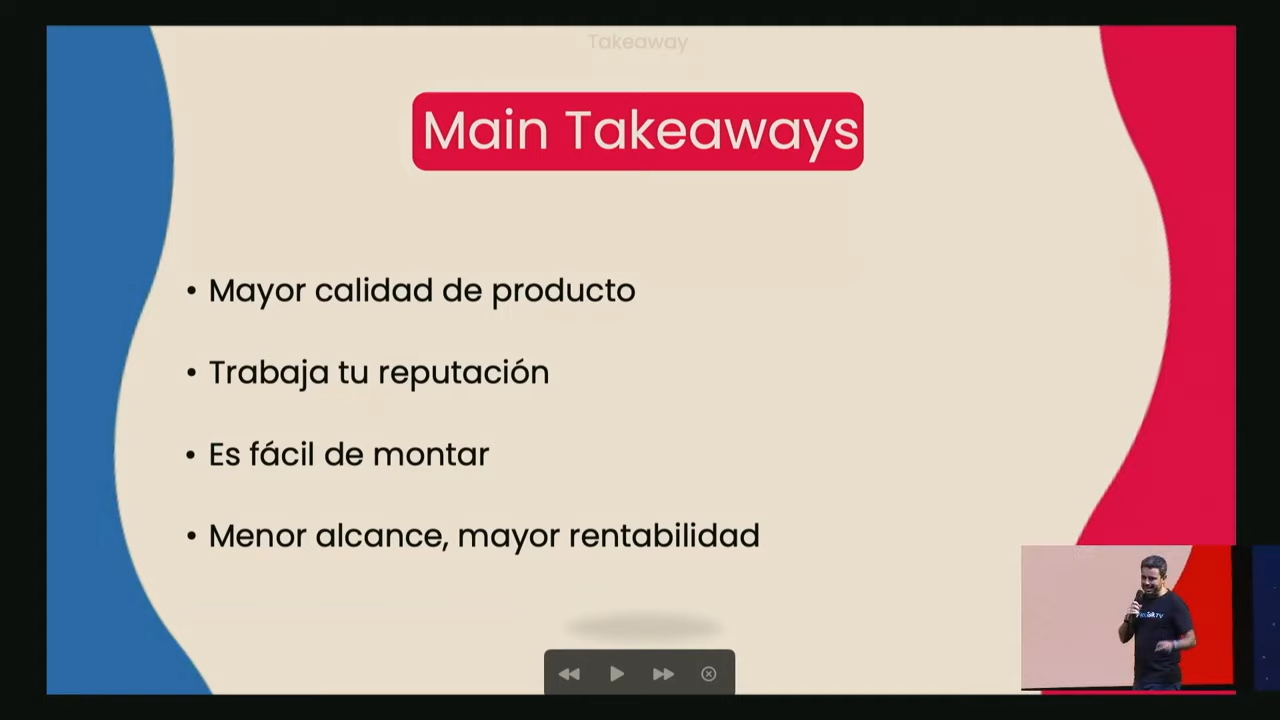 Takeaway
Main Takeaways
• Mayor calidad de producto
• Trabaja tu reputación
• Es fácil de montar
• Menor alcance, mayor rentabilidad